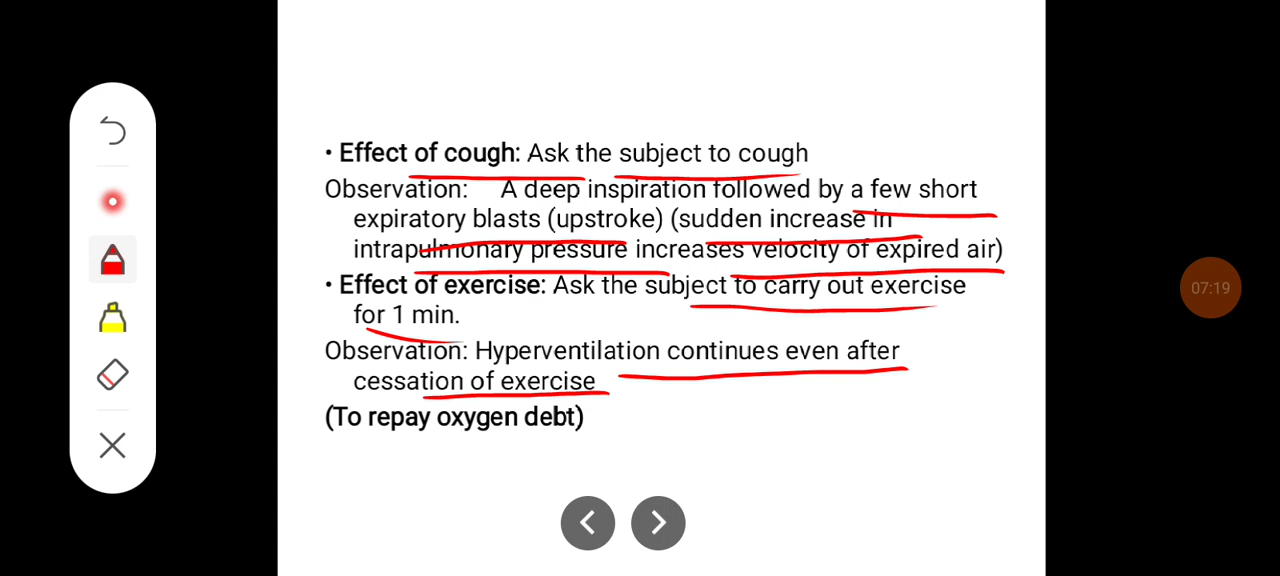 • Effect of cough: Ask the subject to cough
Observation: A deep inspiration followed by a few short
expiratory blasts (upstroke) (sudden increase in
intrapulmonary pressure increases velocity of expired air)
• Effect of exercise: Ask the subject to carry out exercise
for 1 min.
Observation: Hyperventilation continues even after
cessation of exercise
(To repay oxygen debt)
07:19